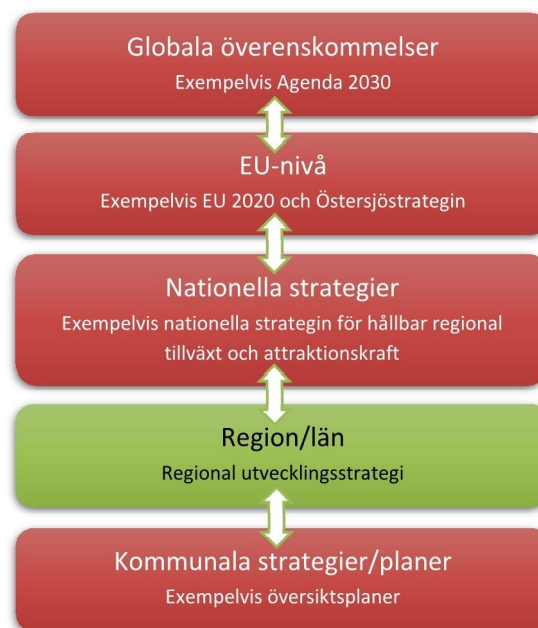 Globala överenskommelser
Exempelvis Agenda 2030
EU-nivå
Exempelvis EU 2020 och Östersjöstrategin
Nationella strategier
Exempelvis nationella strategin för hållbar regional
tillväxt och attraktionskraft
Region/län
Regional utvecklingsstrategi
Kommunala strategier/planer
Exempelvis översiktsplaner